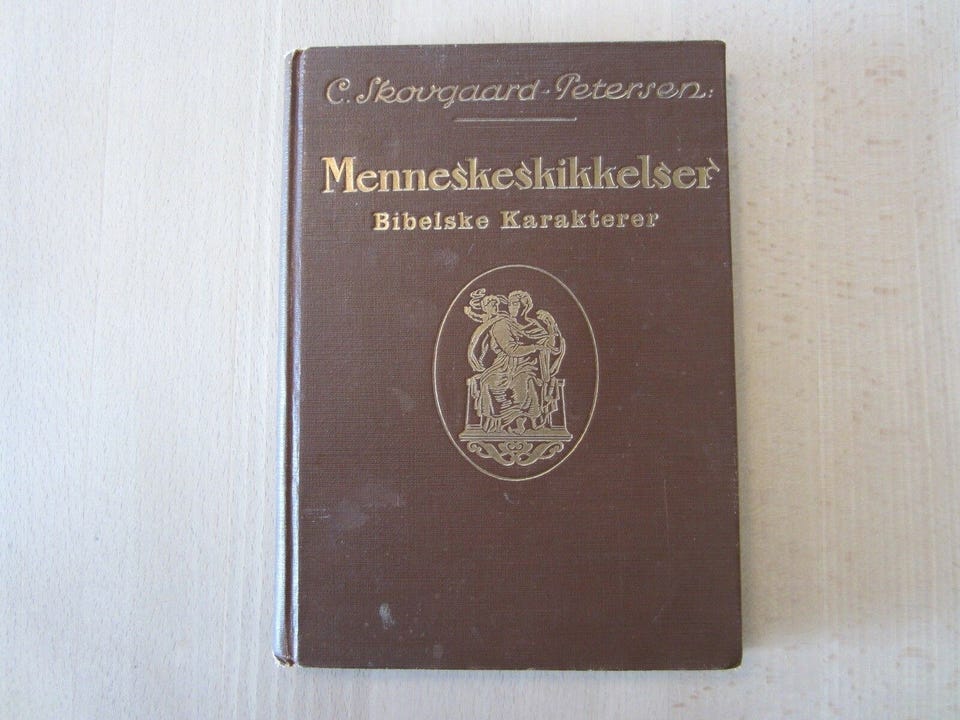 C. Skovgaard-Petersen:
Menneskeskikkelser
Bibelske Karakterer